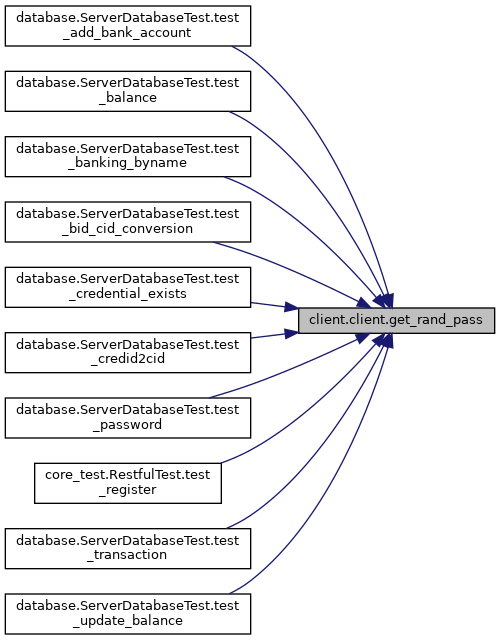 database.ServerDatabaseTest.test
_add_bank_account
database.ServerDatabaseTest.test
_balance
database.ServerDatabaseTest.test
_banking_byname
database.ServerDatabaseTest.test
_bid_cid_conversion
database.ServerDatabaseTest.test
_credential_exists
client.client.get_rand_pass
database.ServerDatabaseTest.test
_credid2cid
database.ServerDatabaseTest.test
_password
core_test.RestfulTest.test
_register
database.ServerDatabaseTest.test
_transaction
database.ServerDatabaseTest.test
_update_balance